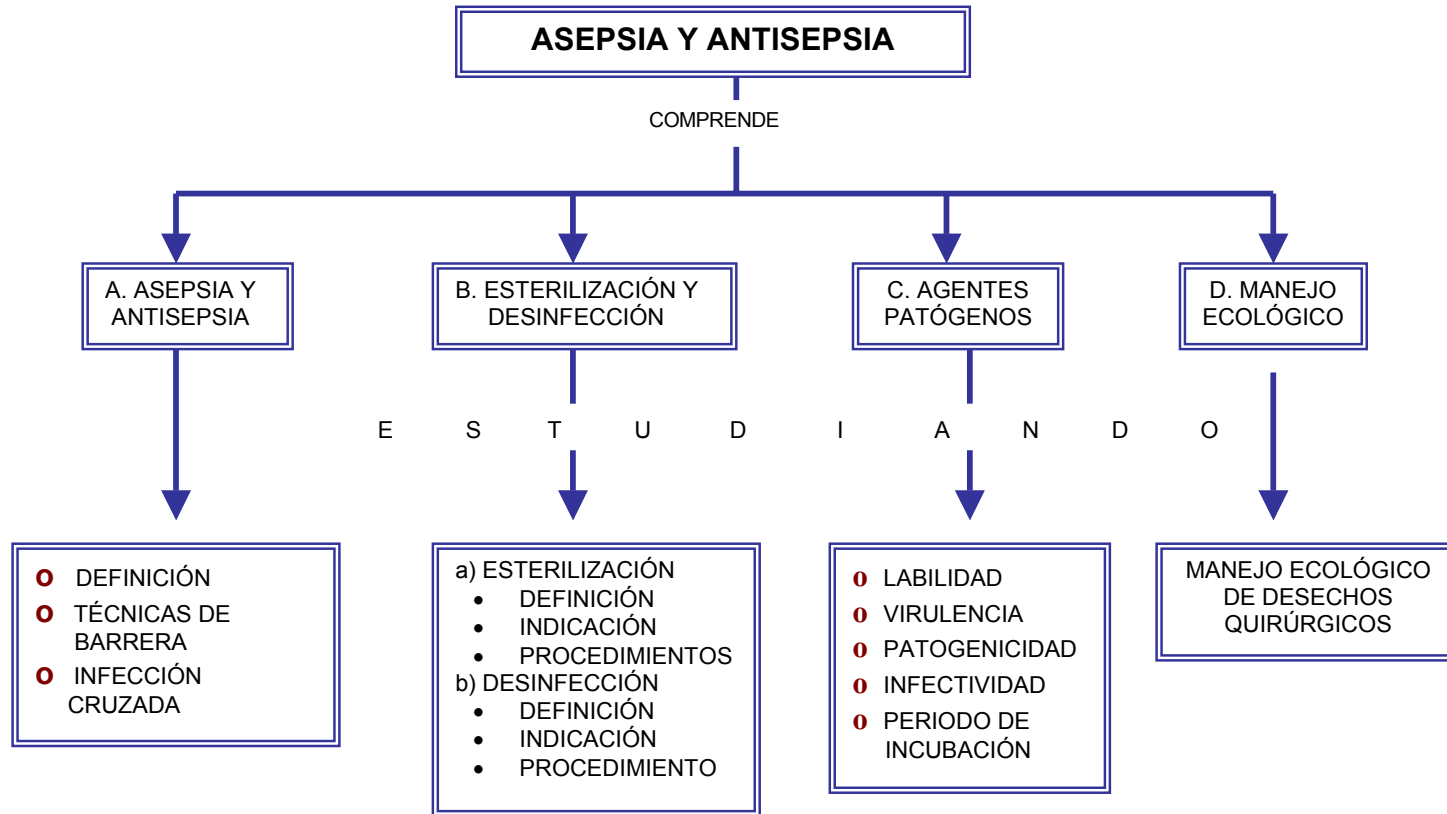 ASEPSIA Y ANTISEPSIA
COMPRENDE
A. ASEPSIA Y
ANTISEPSIA
B. ESTERILIZACIÓN Y
DESINFECCIÓN
C. AGENTES
PATÓGENOS
D. MANEJO
ECOLÓGICO
E S T U D I A N D O
o DEFINICIÓN
o TÉCNICAS DE
BARRERA
o INFECCIÓN
CRUZADA
a) ESTERILIZACIÓN
• DEFINICIÓN
• INDICACIÓN
• PROCEDIMIENTOS
b) DESINFECCIÓN
• DEFINICIÓN
• INDICACIÓN
• PROCEDIMIENTO
o LABILIDAD
o VIRULENCIA
o PATOGENICIDAD
o INFECTIVIDAD
o PERIODO DE
INCUBACIÓN
MANEJO ECOLÓGICO
DE DESECHOS
QUIRÚRGICOS